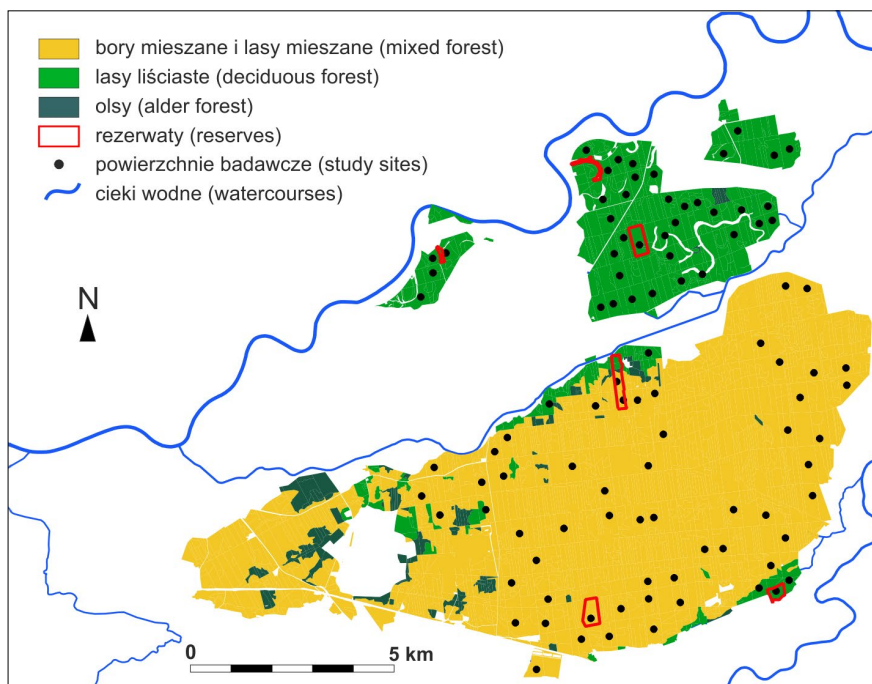 bory mieszane i lasy mieszane (mixed forest)
lasy liściaste (deciduous forest)
olsy (alder forest)
rezerwaty (reserves)
powierzchnie badawcze (study sites)
cieki wodne (watercourses)
N
0 5 km